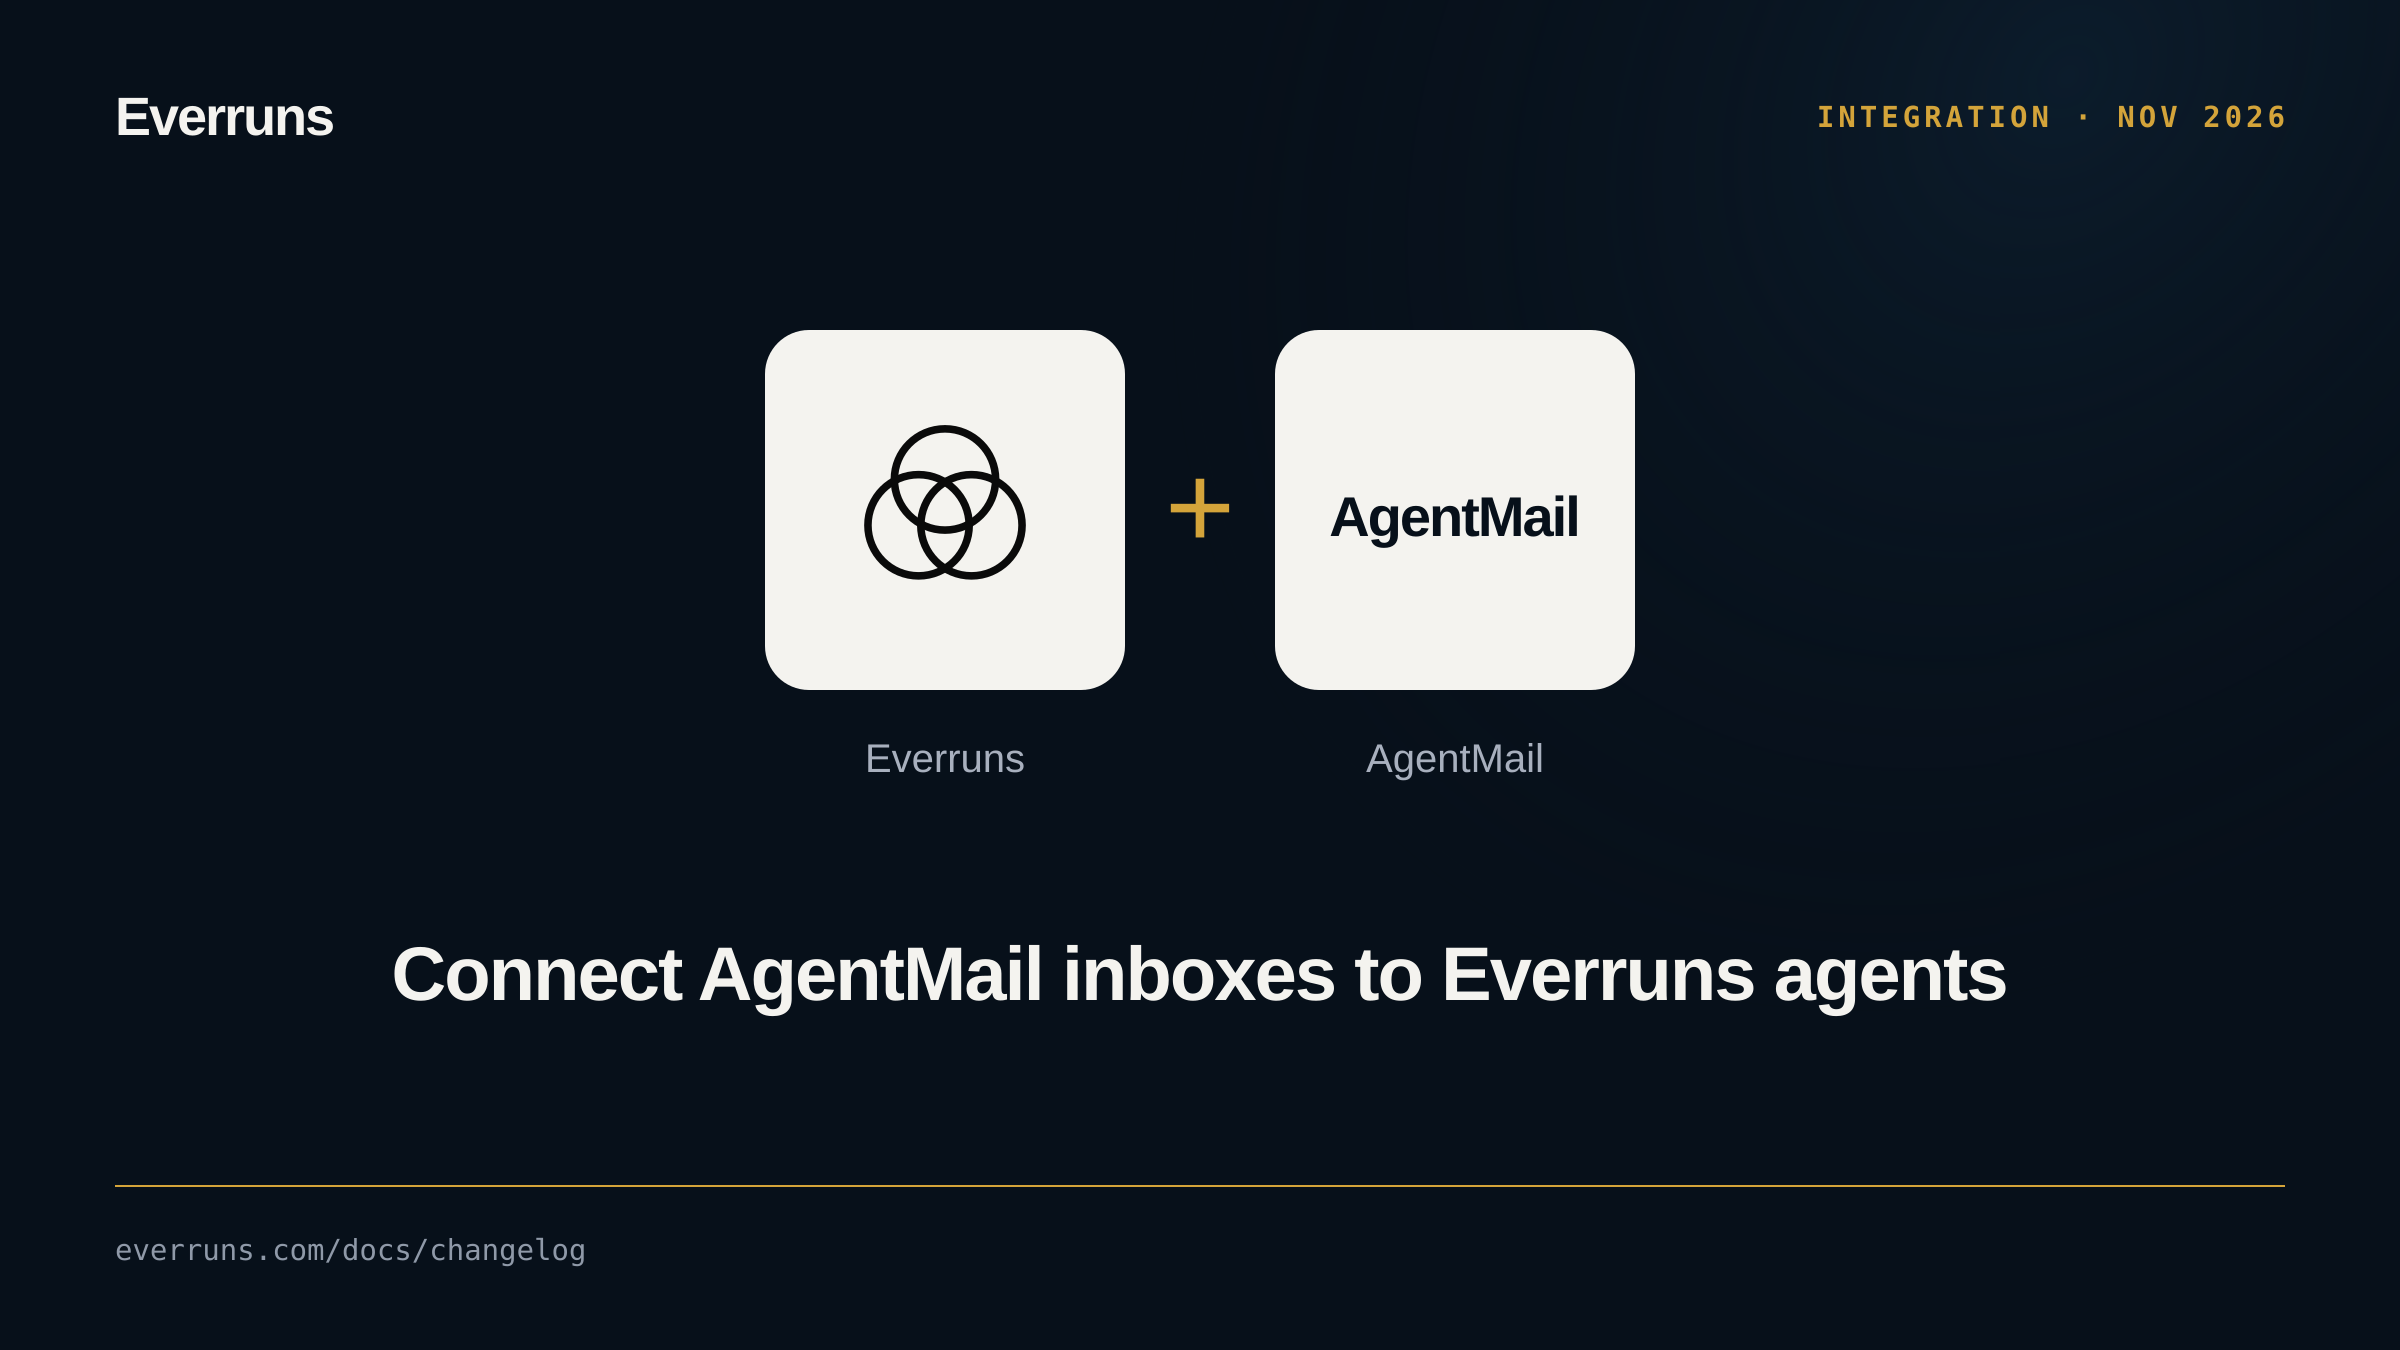 Everruns
INTEGRATION · NOV 2026
AgentMail
Everruns
AgentMail
Connect AgentMail inboxes to Everruns agents
everruns.com/docs/changelog